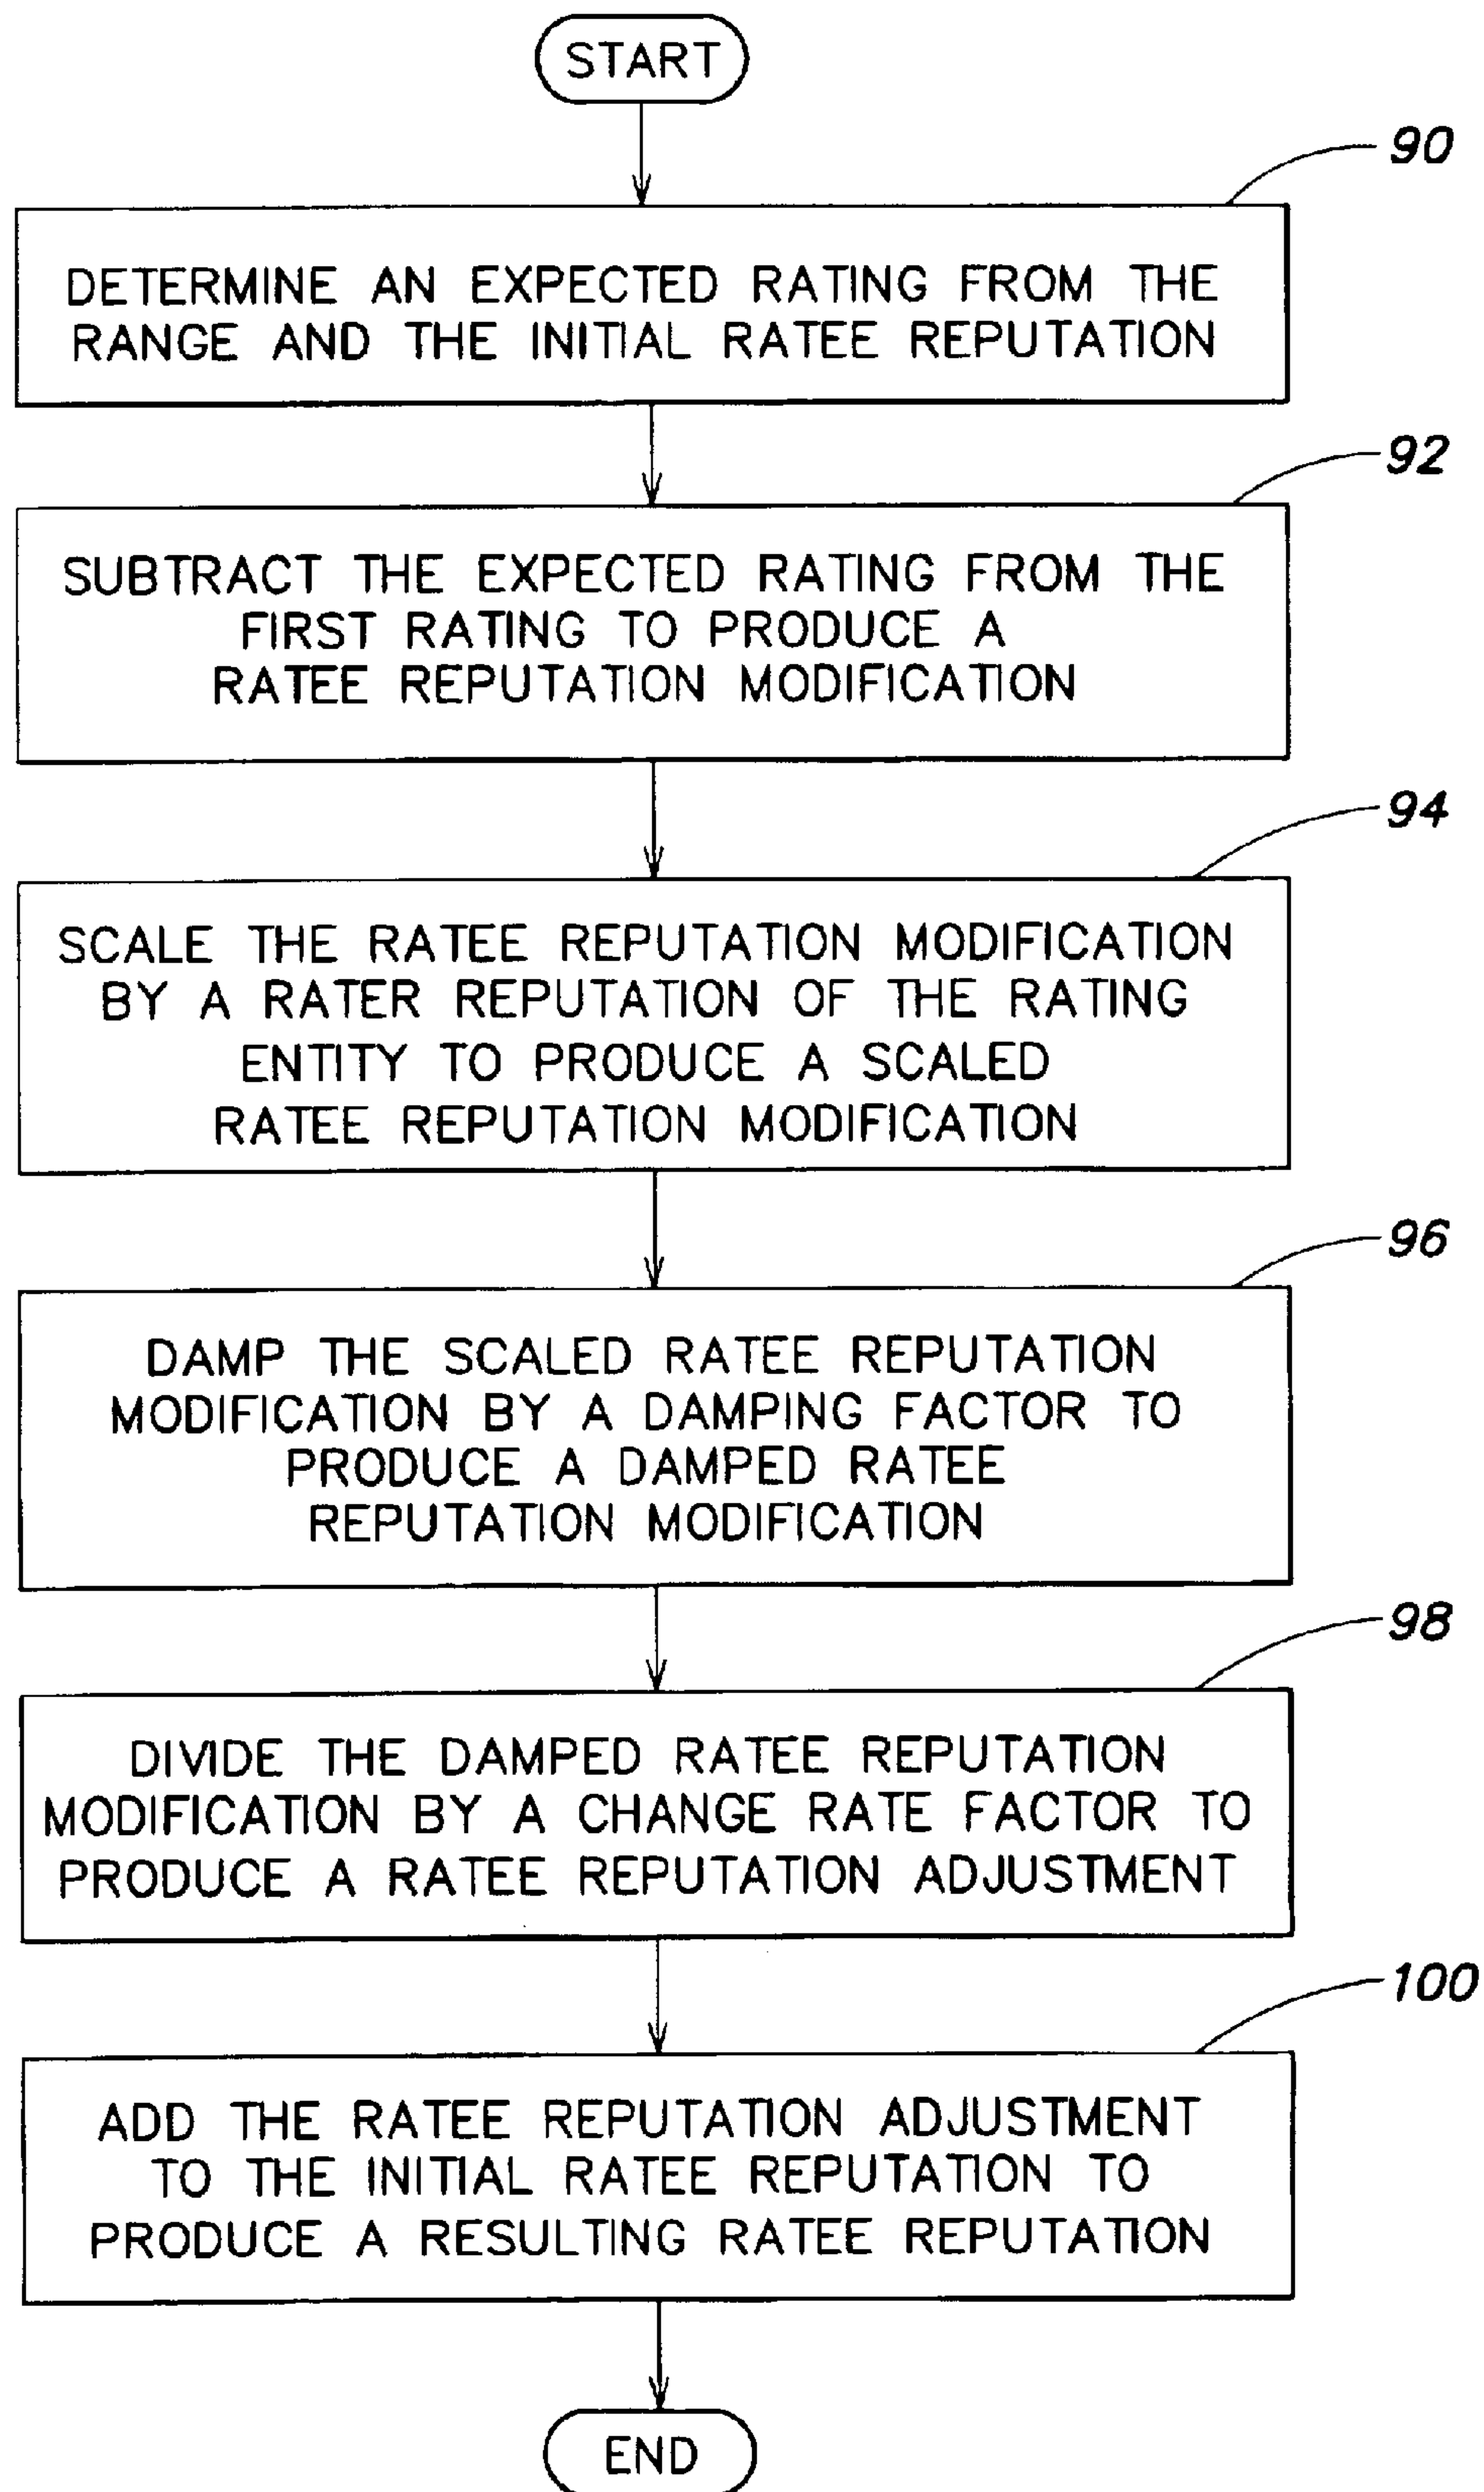 START
90
DETERMINE AN EXPECTED RATING FROM THE
RANGE AND THE INITIAL RATEE REPUTATION
92
SUBTRACT THE EXPECTED RATING FROM THE
FIRST RATING TO PRODUCE A
RATEE REPUTATION MODIFICATION
94
SCALE THE RATEE REPUTATION MODIFICATION
BY A RATER REPUTATION OF THE RATING
ENTITY TO PRODUCE A SCALED
RATEE REPUTATION MODIFICATION
96
DAMP THE SCALED RATEE REPUTATION
MODIFICATION BY A DAMPING FACTOR TO
PRODUCE A DAMPED RATEE
REPUTATION MODIFICATION
98
DIVIDE THE DAMPED RATEE REPUTATION
MODIFICATION BY A CHANGE RATE FACTOR TO
PRODUCE A RATEE REPUTATION ADJUSTMENT
100
ADD THE RATEE REPUTATION ADJUSTMENT
TO THE INITIAL RATEE REPUTATION TO
PRODUCE A RESULTING RATEE REPUTATION
END